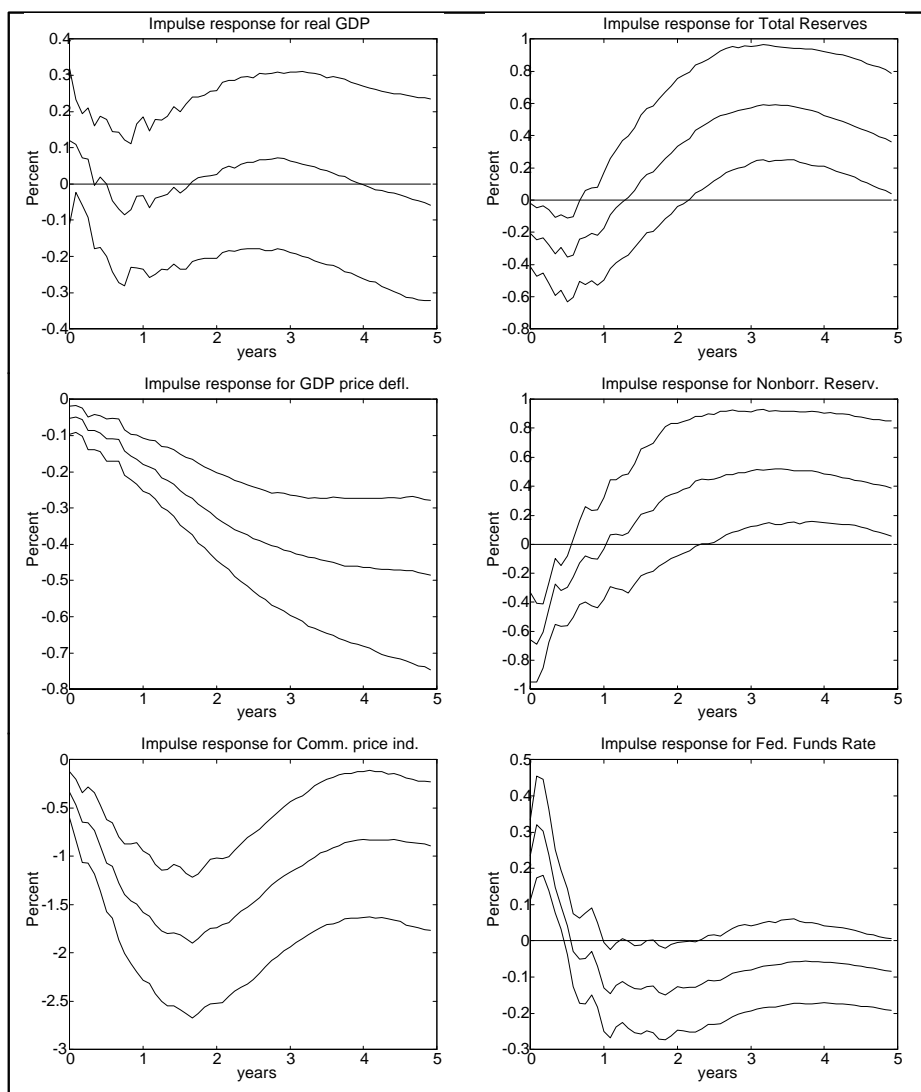 Impulse response for real GDP
0.4
0.3
0.2
0.1
0
-0.1
-0.2
-0.3
-0.4
Percent
0 1 2 3 4 5
years
Impulse response for Total Reserves
1
0.8
0.6
0.4
0.2
0
-0.2
-0.4
-0.6
-0.8
Percent
0 1 2 3 4 5
years
Impulse response for GDP price defl.
0
-0.1
-0.2
-0.3
-0.4
-0.5
-0.6
-0.7
-0.8
Percent
0 1 2 3 4 5
years
Impulse response for Nonborr. Reserv.
1
0.8
0.6
0.4
0.2
0
-0.2
-0.4
-0.6
-0.8
-1
Percent
0 1 2 3 4 5
years
Impulse response for Comm. price ind.
0
-0.5
-1
-1.5
-2
-2.5
-3
Percent
0 1 2 3 4 5
years
Impulse response for Fed. Funds Rate
0.5
0.4
0.3
0.2
0.1
0
-0.1
-0.2
-0.3
Percent
0 1 2 3 4 5
years